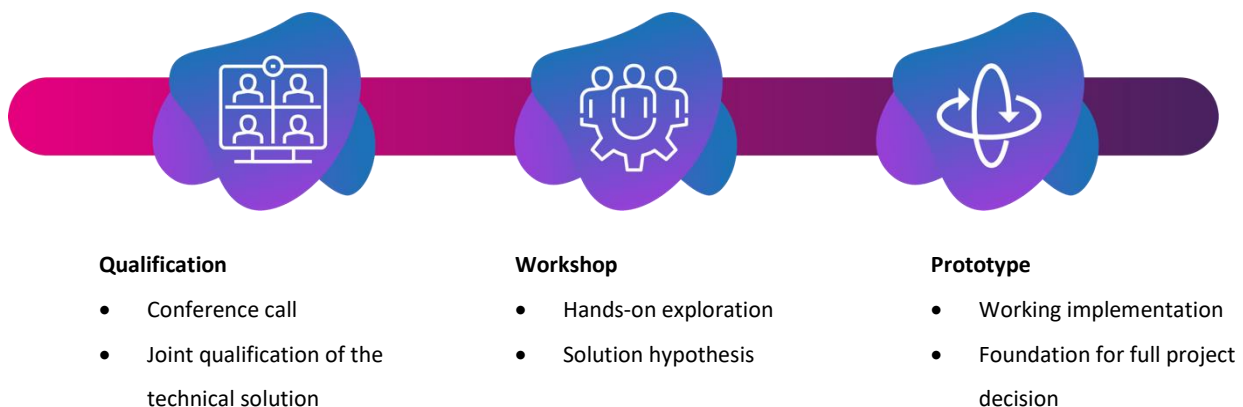 Qualification
• Conference call
• Joint qualification of the
technical solution
Workshop
• Hands-on exploration
• Solution hypothesis
Prototype
• Working implementation
• Foundation for full project
decision